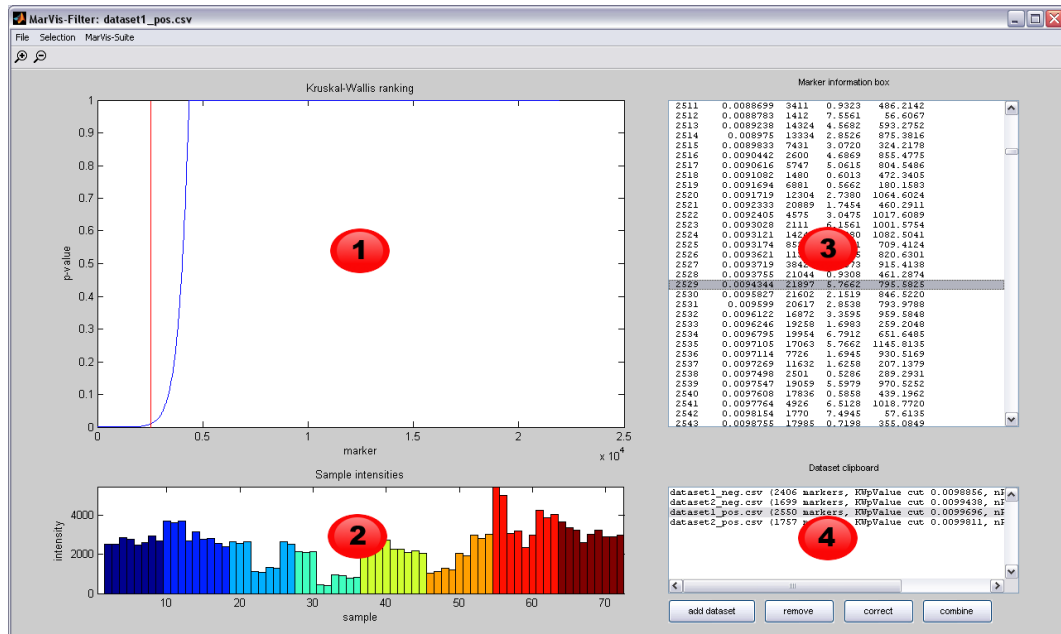 MarVis-Filter: dataset1_pos.csv
File Selection MarVis-Suite
Kruskal-Wallis ranking
1
0.9
0.8
0.7
0.6
0.5
0.4
0.3
0.2
0.1
0
p-value
0 0.5 1 1.5 2 2.5
marker
x 10^4
1
Sample intensities
4000
2000
0
intensity
10 20 30 40 50 60 70
sample
2
Marker information box
2511 0.0088699 3411 0.9323 486.2142
2512 0.0088783 1412 7.5561 56.6067
2513 0.0089238 14324 4.5682 593.2752
2514 0.008975 13334 2.8526 875.3816
2515 0.0089833 7431 3.0720 324.2178
2516 0.0090442 2600 4.6869 855.4775
2517 0.0090616 5747 5.0615 804.5486
2518 0.0091082 1480 0.6013 472.3405
2519 0.0091694 6881 0.5662 180.1583
2520 0.0091719 12304 2.7380 1064.6024
2521 0.0092333 20889 1.7454 460.2911
2522 0.0092405 4575 3.0475 1017.6089
2523 0.0093028 2111 6.1561 1001.5754
2524 0.0093121 1082.5041
2525 0.0093174 709.4124
2526 0.0093621 820.6301
2527 0.0093719 915.4138
2528 0.0093755 21044 0.9308 461.2874
2529 0.0094344 21897 5.7662 795.5825
2530 0.0095827 21602 2.1519 846.5220
2531 0.009599 20617 2.8538 793.9788
2532 0.0096122 16872 3.3595 959.5848
2533 0.0096246 19258 1.6983 259.2048
2534 0.0096795 19954 6.7912 651.6485
2535 0.0097105 17063 5.7662 1145.8135
2536 0.0097114 7726 1.6945 930.5169
2537 0.0097269 11632 1.6258 207.1379
2538 0.0097498 2501 0.5286 289.2931
2539 0.0097547 19059 5.5979 970.5252
2540 0.0097608 17836 0.5858 439.1962
2541 0.0097764 4926 6.5128 1018.7720
2542 0.0098154 1770 7.4945 57.6135
2543 0.0098755 17985 0.7198 355.0849
3
Dataset clipboard
dataset1_neg.csv (2406 markers, KWpValue cut 0.0098856,
dataset2_neg.csv (1699 markers, KWpValue cut 0.0099438,
dataset1_pos.csv (2550 markers, KWpValue cut 0.0099696,
dataset2_pos.csv (1757 markers, KWpValue cut 0.0099811,
4
add dataset remove correct combine